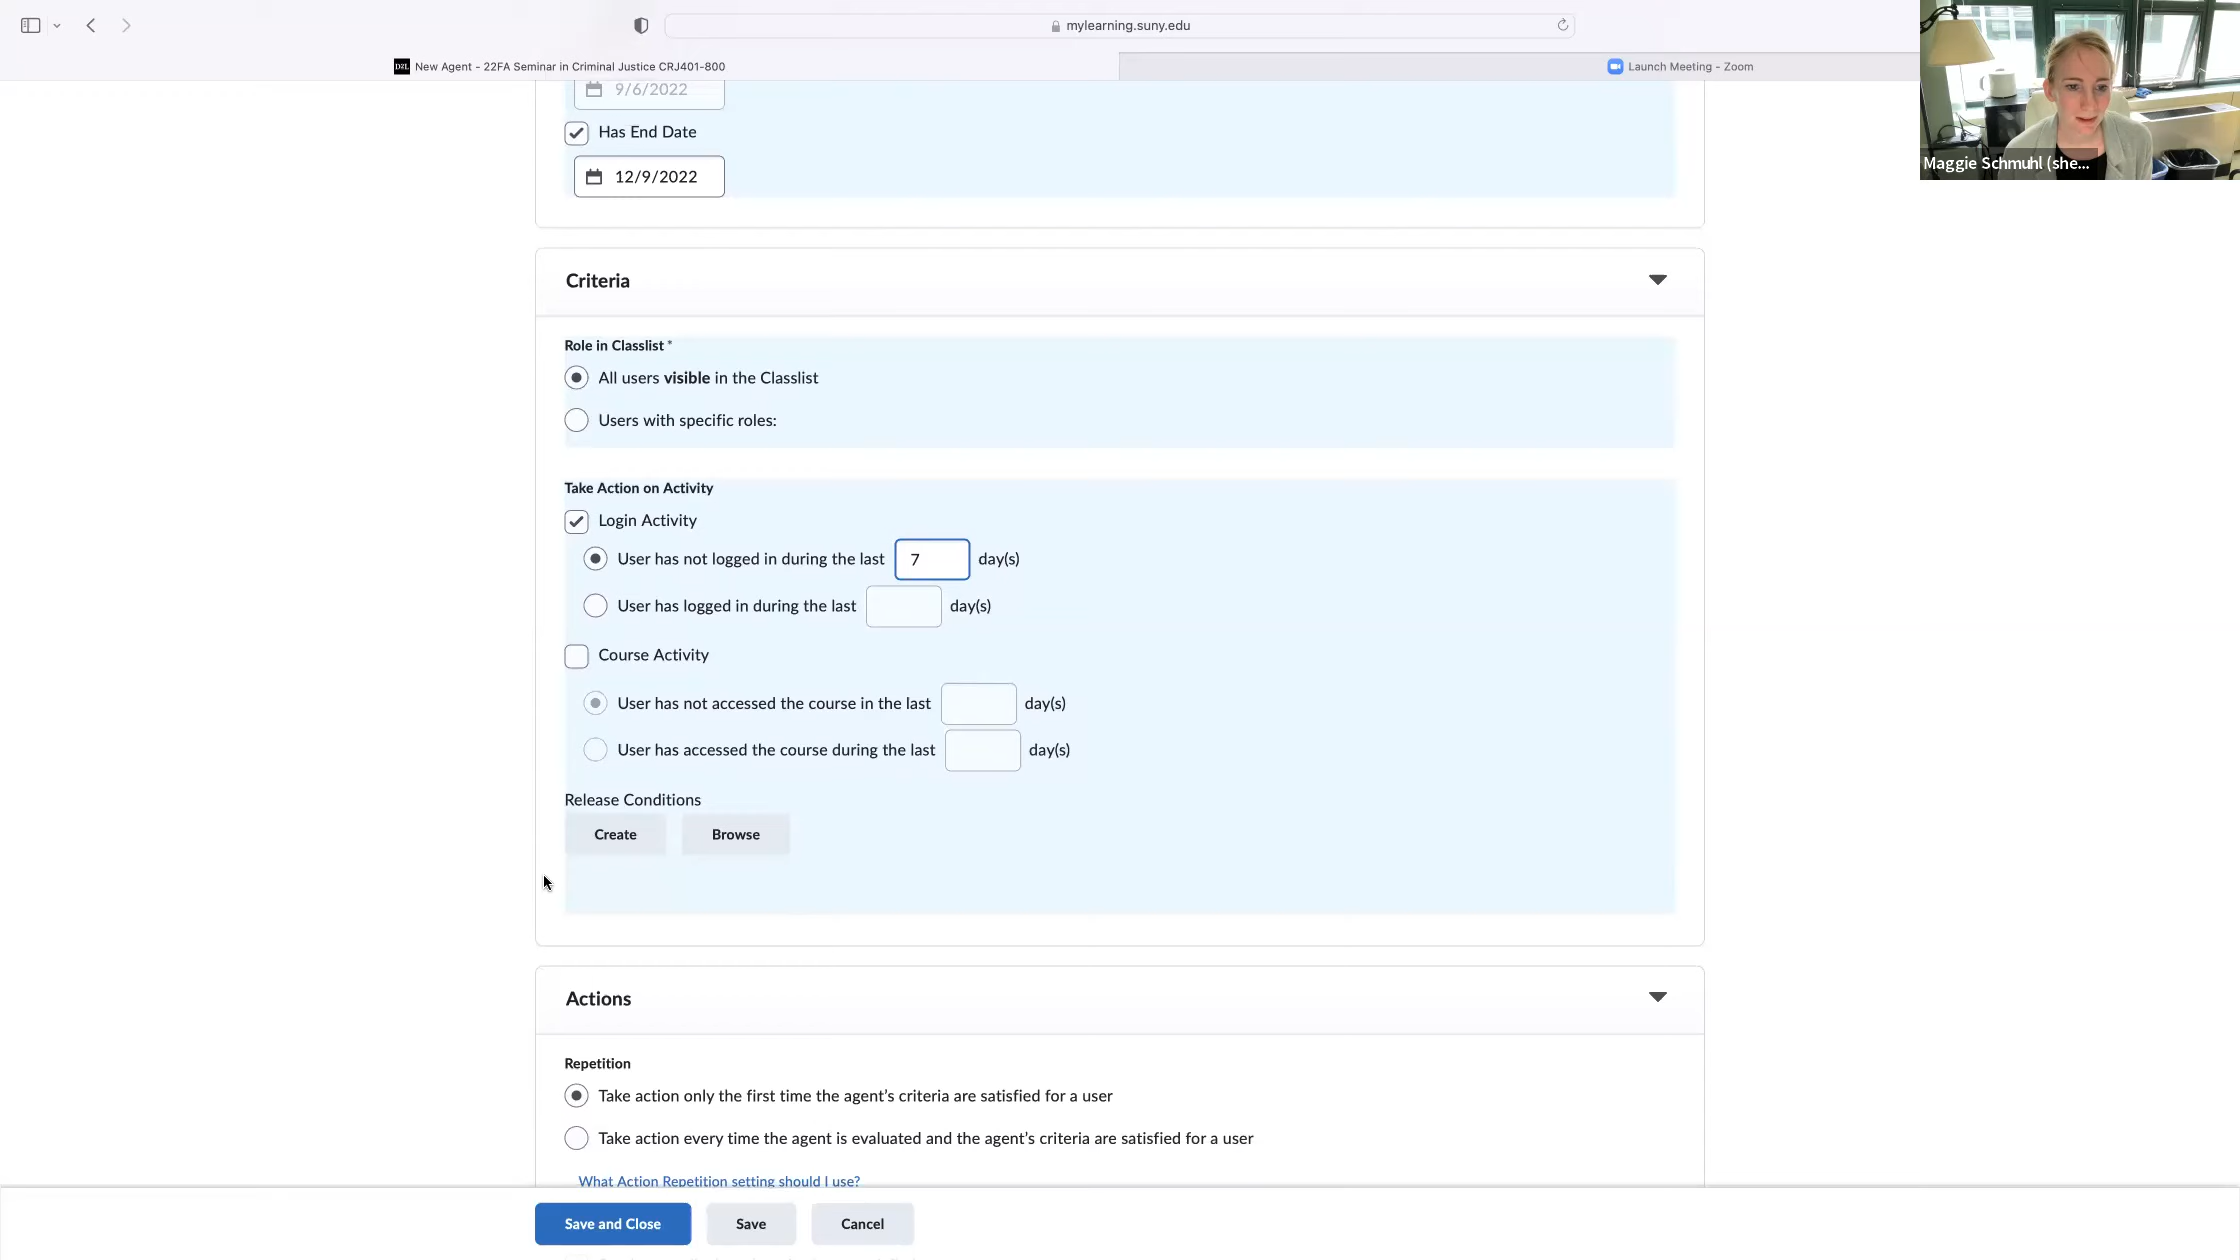 mylearning.suny.edu
D2L New Agent - 22FA Seminar in Criminal Justice CRJ401-800
Launch Meeting - Zoom
Maggie Schmuhl (she...
9/6/2022
Has End Date
12/9/2022
Criteria
Role in Classlist *
All users visible in the Classlist
Users with specific roles:
Take Action on Activity
Login Activity
User has not logged in during the last 7 day(s)
User has logged in during the last day(s)
Course Activity
User has not accessed the course in the last day(s)
User has accessed the course during the last day(s)
Release Conditions
Create Browse
Actions
Repetition
Take action only the first time the agent's criteria are satisfied for a user
Take action every time the agent is evaluated and the agent's criteria are satisfied for a user
What Action Repetition setting should I use?
Save and Close Save Cancel